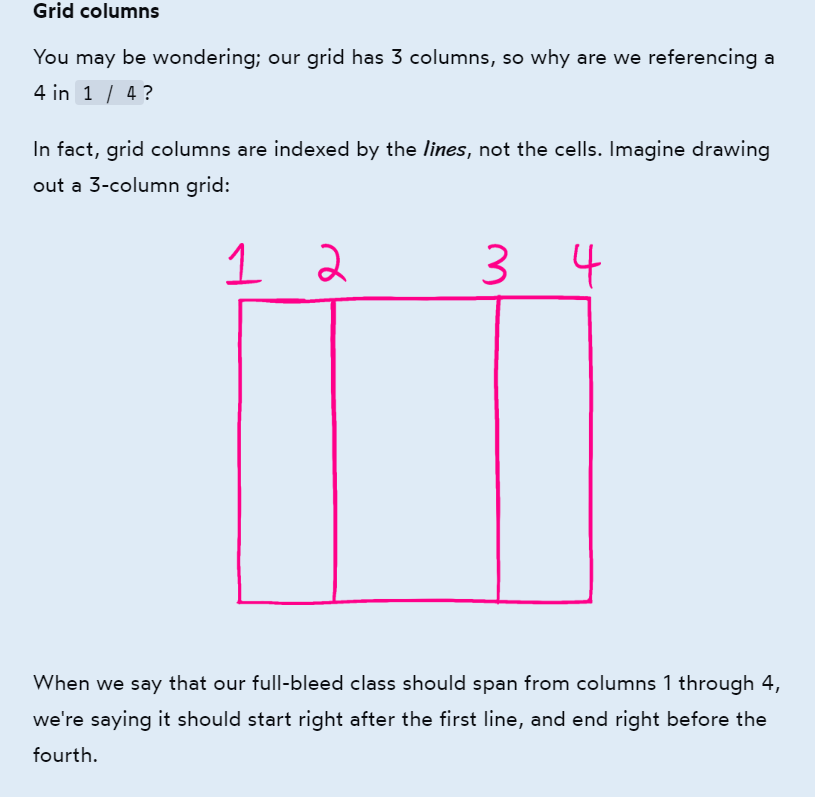 Grid columns
You may be wondering; our grid has 3 columns, so why are we referencing a
4 in 1 / 4?
In fact, grid columns are indexed by the lines, not the cells. Imagine drawing
out a 3-column grid:
1 2 3 4
When we say that our full-bleed class should span from columns 1 through 4,
we're saying it should start right after the first line, and end right before the
fourth.